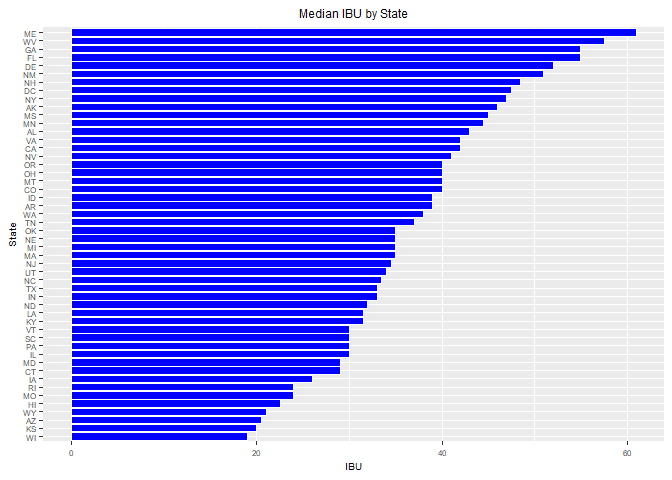 Median IBU by State
State
ME
WV
GA
FL
DE
NM
NH
DC
NY
AK
MS
MN
AL
VA
CA
NV
OR
OH
MT
CO
ID
AR
WA
TN
OK
NE
MI
MA
NJ
UT
NC
TX
IN
ND
LA
KY
VT
SC
PA
IL
MD
CT
IA
RI
MO
HI
WY
AZ
KS
WI
0 20 40 60
IBU